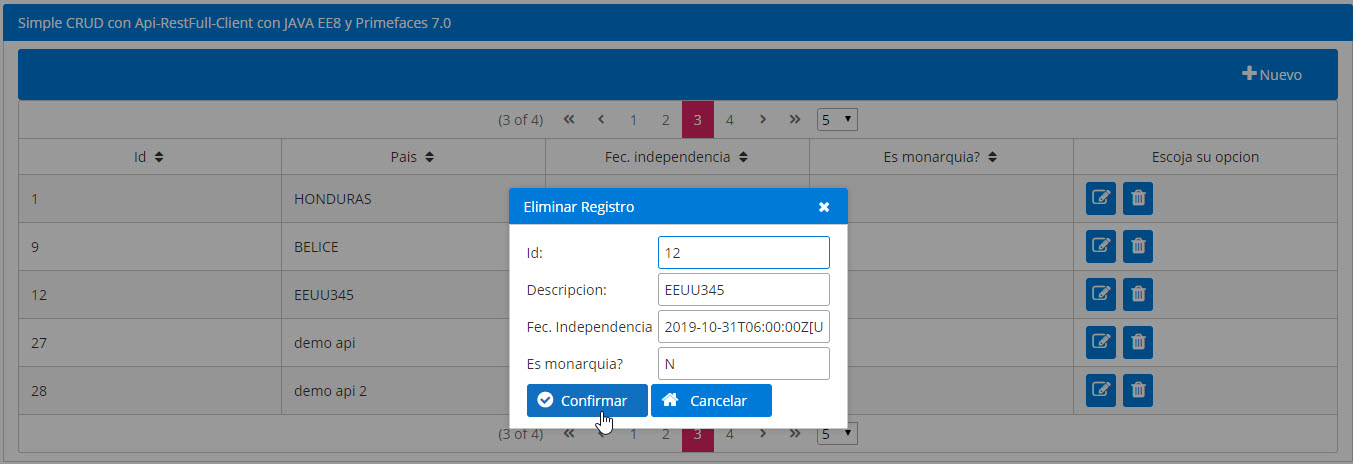 Simple CRUD con Api-RestFull-Client con JAVA EE8 y Primefaces 7.0
Nuevo
(3 of 4) 1 2 3 4 5
Id Pais Fec. independencia Es monarquia? Escoja su opcion
1 HONDURAS
9 BELICE
12 EEUU345
27 demo api
28 demo api 2
Eliminar Registro
Id: 12
Descripcion: EEUU345
Fec. Independencia 2019-10-31T06:00:00Z[U
Es monarquia? N
Confirmar Cancelar
(3 of 4) 1 2 3 4 5